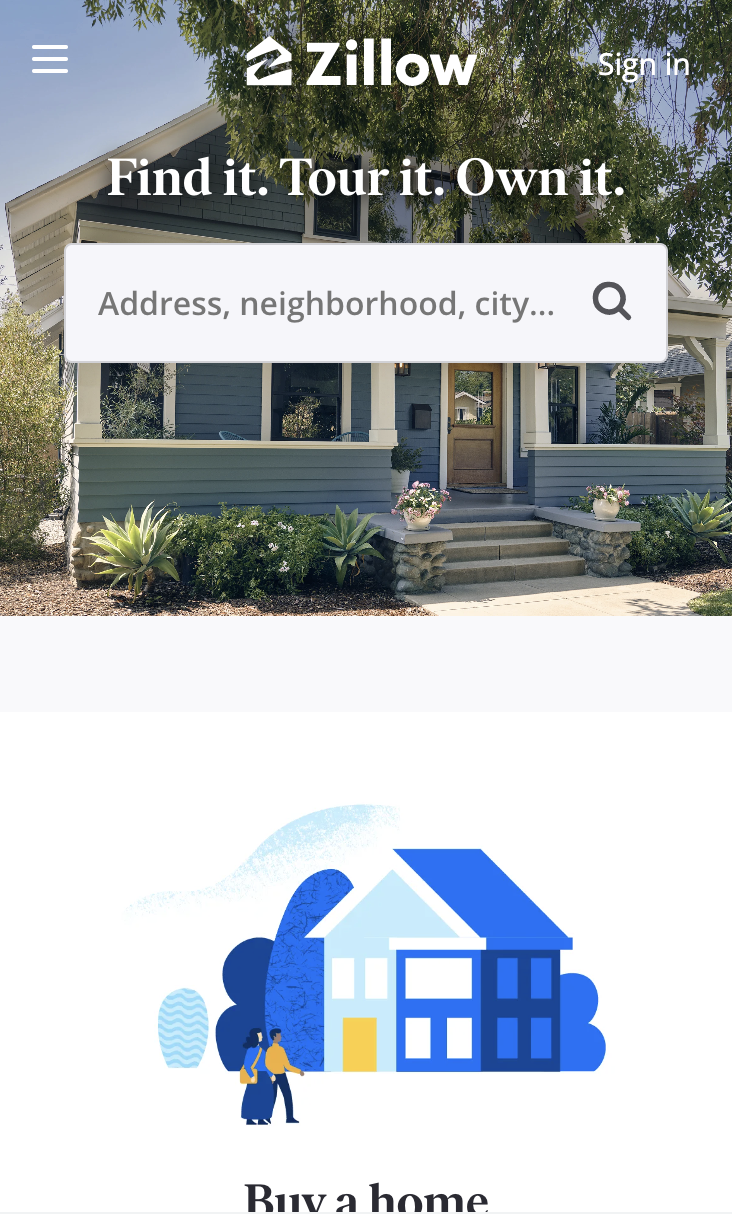 Zillow
Sign in
Find it. Tour it. Own it.
Address, neighborhood, city...
Buy a home